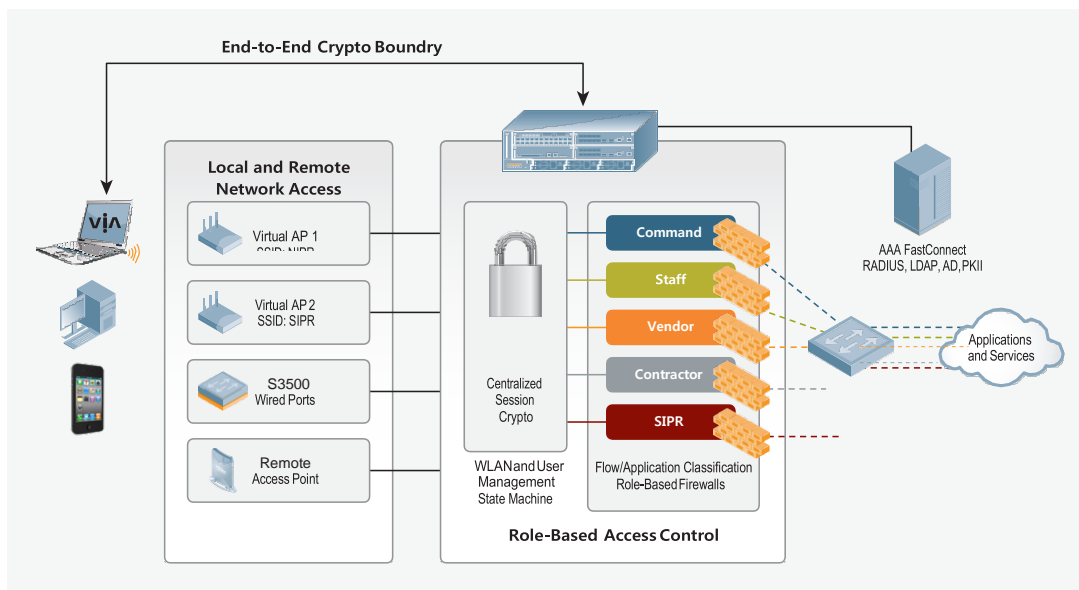 End-to-End Crypto Boundry
Local and Remote
Network Access
VIA
Virtual AP 1
SSID: NIPR
Virtual AP 2
SSID: SIPR
S3500
Wired Ports
Remote
Access Point
Centralized
Session
Crypto
WLAN and User
Management
State Machine
Command
Staff
Vendor
Contractor
SIPR
Flow/Application Classification
Role-Based Firewalls
Role-Based Access Control
AAA FastConnect
RADIUS, LDAP, AD, PKII
Applications
and Services